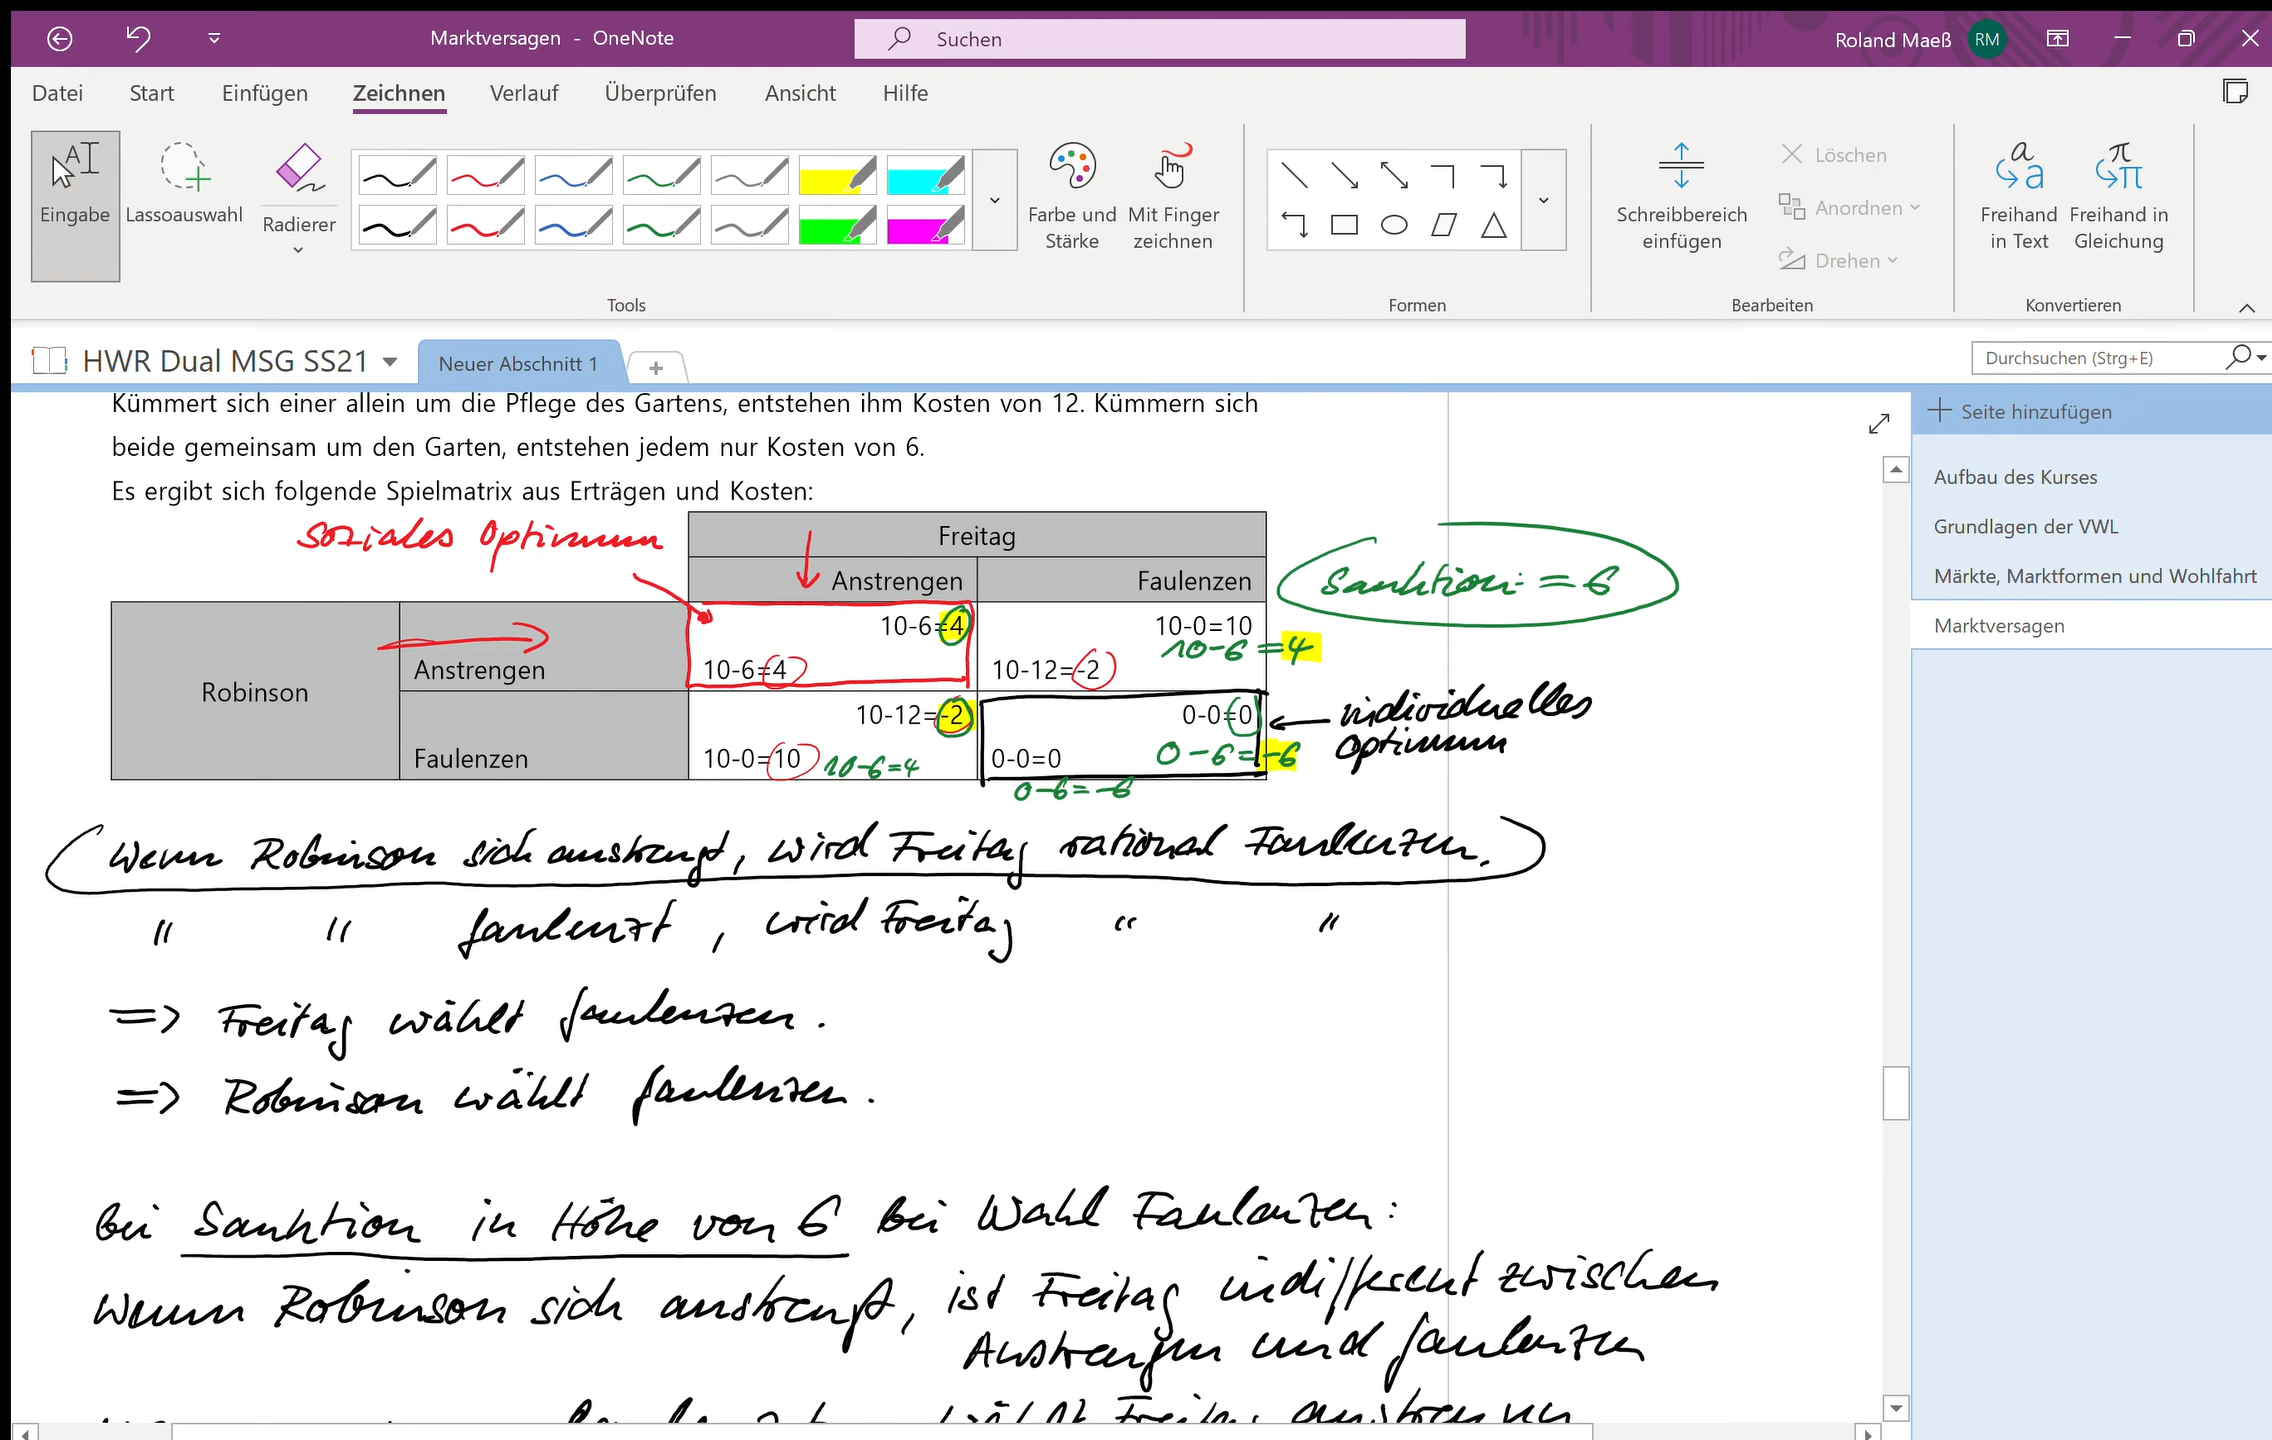 Marktversagen - OneNote
Suchen
Roland Maeß RM
Datei Start Einfügen Zeichnen Verlauf Überprüfen Ansicht Hilfe
Eingabe
Lassoauswahl
Radierer
Farbe und Stärke
Mit Finger zeichnen
Schreibbereich einfügen
Löschen
Anordnen
Drehen
Freihand in Text
Freihand in Gleichung
Tools
Formen
Bearbeiten
Konvertieren
HWR Dual MSG SS21
Neuer Abschnitt 1
Durchsuchen (Strg+E)
Seite hinzufügen
Aufbau des Kurses
Grundlagen der VWL
Märkte, Marktformen und Wohlfahrt
Marktversagen
Kümmert sich einer allein um die Pflege des Gartens, entstehen ihm Kosten von 12. Kümmern sich
beide gemeinsam um den Garten, entstehen jedem nur Kosten von 6.
Es ergibt sich folgende Spielmatrix aus Erträgen und Kosten:
soziales Optimum
Freitag
Anstrengen Faulenzen
Sanktion: = 6
Robinson
Anstrengen
10-6=4
10-6=4
10-0=10
10-6=4
10-12=-2
Faulenzen
10-12=-2
10-0=10 10-6=4
0-0=0
0-0=0 0-6=-6
0-6=-6
individuelles
Optimum
Wenn Robinson sich anstrengt, wird Freitag rational Faulenzen.
" " faulenzt, wird Freitag " "
=> Freitag wählt faulenzen.
=> Robinson wählt faulenzen.
Bei Sanktion in Höhe von 6 bei Wahl Faulenzen:
Wenn Robinson sich anstrengt, ist Freitag indifferent zwischen
Anstrengen und faulenzen
wählt Freitag anstrengen